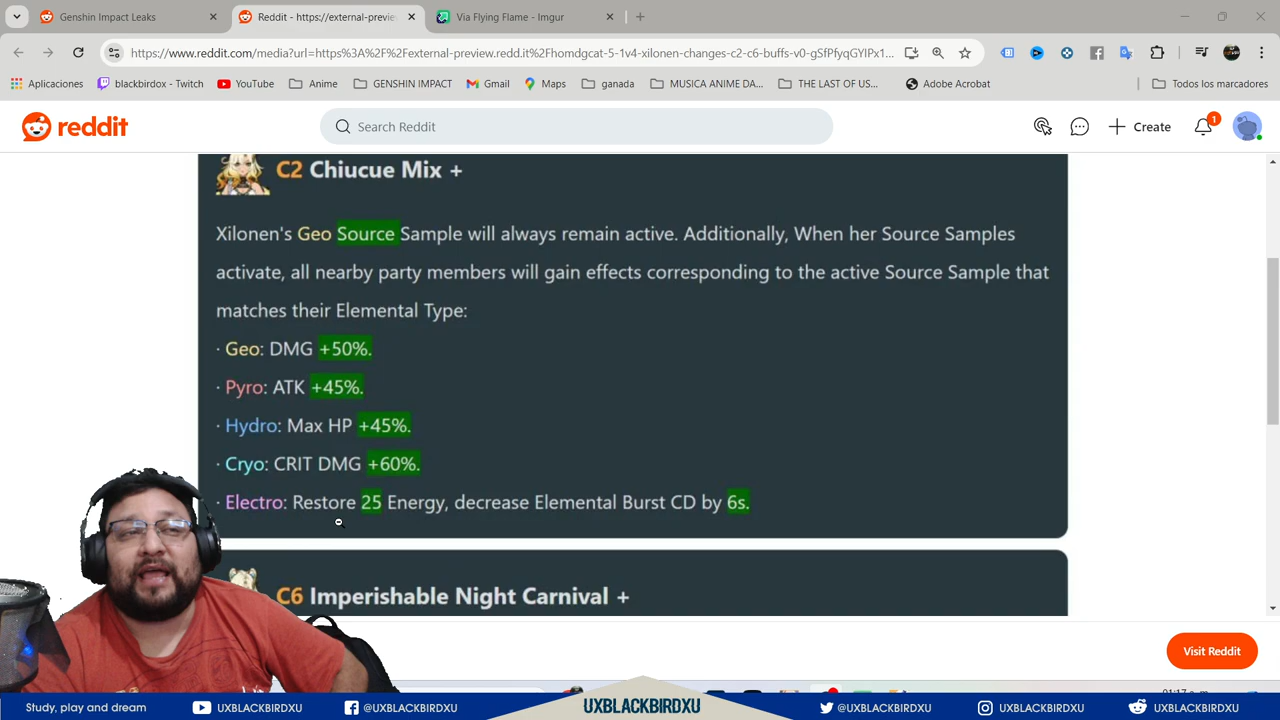 Genshin Impact Leaks
Reddit - https://external-previe
Via Flying Flame - Imgur
https://www.reddit.com/media?url=https%3A%2F%2Fexternal-preview.redd.it%2Fhomdgcat-5-1v4-xilonen-changes-c2-c6-buffs-v0-gSfPfyqGYIPx1...
Aplicaciones
blackbirdox - Twitch
YouTube
Anime
GENSHIN IMPACT
Gmail
Maps
ganada
MUSICA ANIME DA...
THE LAST OF US...
Adobe Acrobat
Todos los marcadores
reddit
Search Reddit
Create
1
C2 Chiucue Mix +
Xilonen's Geo Source Sample will always remain active. Additionally, When her Source Samples
activate, all nearby party members will gain effects corresponding to the active Source Sample that
matches their Elemental Type:
· Geo: DMG +50%.
· Pyro: ATK +45%.
· Hydro: Max HP +45%.
· Cryo: CRIT DMG +60%.
· Electro: Restore 25 Energy, decrease Elemental Burst CD by 6s.
C6 Imperishable Night Carnival +
Visit Reddit
Study, play and dream
UXBLACKBIRDXU
@UXBLACKBIRDXU
UXBLACKBIRDXU
@UXBLACKBIRDXU
UXBLACKBIRDXU
UXBLACKBIRDXU